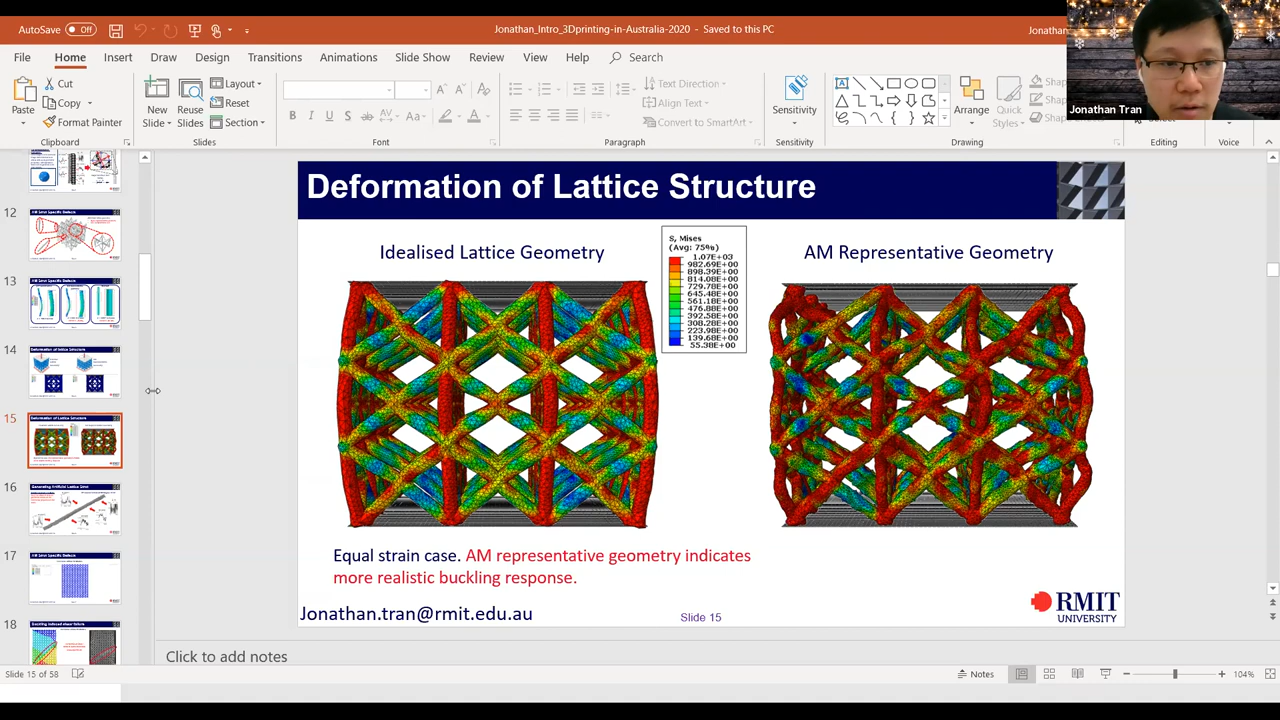 AutoSave Off
Jonathan_Intro_3Dprinting-in-Australia-2020 - Saved to this PC
Jonathan
Jonathan Tran
File Home Insert Draw Design Transitions Animations Slide Show Review View Help Search
Paste
Cut
Copy
Format Painter
Clipboard
New
Slide
Reuse
Slides
Layout
Reset
Section
Slides
Font
Text Direction
Align Text
Convert to SmartArt
Paragraph
Sensitivity
Sensitivity
Arrange
Quick
Styles
Drawing
Select
Editing
Voice
12
13
14
15
16
17
18
Deformation of Lattice Structure
Idealised Lattice Geometry
S, Mises
(Avg: 75%)
1.07E+03
982.69E+00
898.39E+00
814.08E+00
729.78E+00
645.48E+00
561.18E+00
476.88E+00
392.58E+00
308.28E+00
223.98E+00
139.68E+00
55.38E+00
AM Representative Geometry
Equal strain case. AM representative geometry indicates
more realistic buckling response.
Jonathan.tran@rmit.edu.au
Slide 15
RMIT
UNIVERSITY
Click to add notes
Slide 15 of 58
Notes
104%